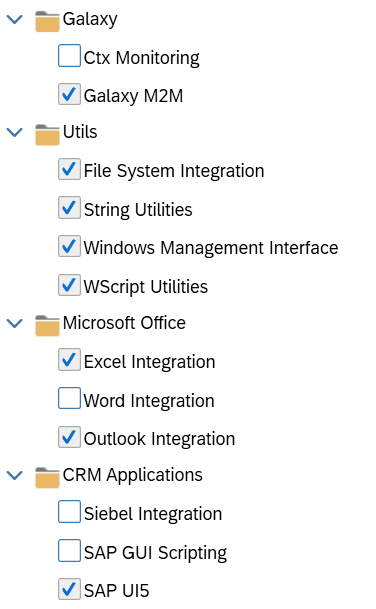 Galaxy
Ctx Monitoring
Galaxy M2M
Utils
File System Integration
String Utilities
Windows Management Interface
WScript Utilities
Microsoft Office
Excel Integration
Word Integration
Outlook Integration
CRM Applications
Siebel Integration
SAP GUI Scripting
SAP UI5